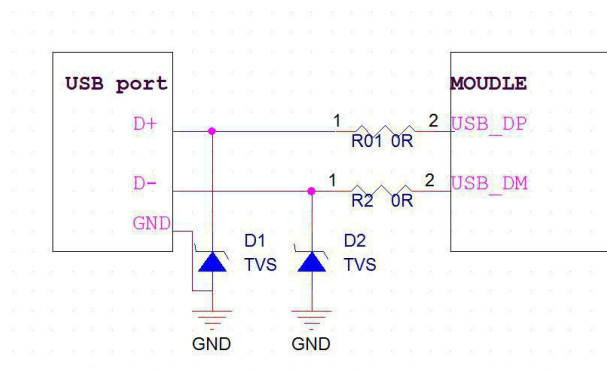 USB port
MOUDLE
D+
1
2
USB_DP
R01 0R
D-
1
2
USB_DM
R2 0R
GND
D1
TVS
D2
TVS
GND
GND